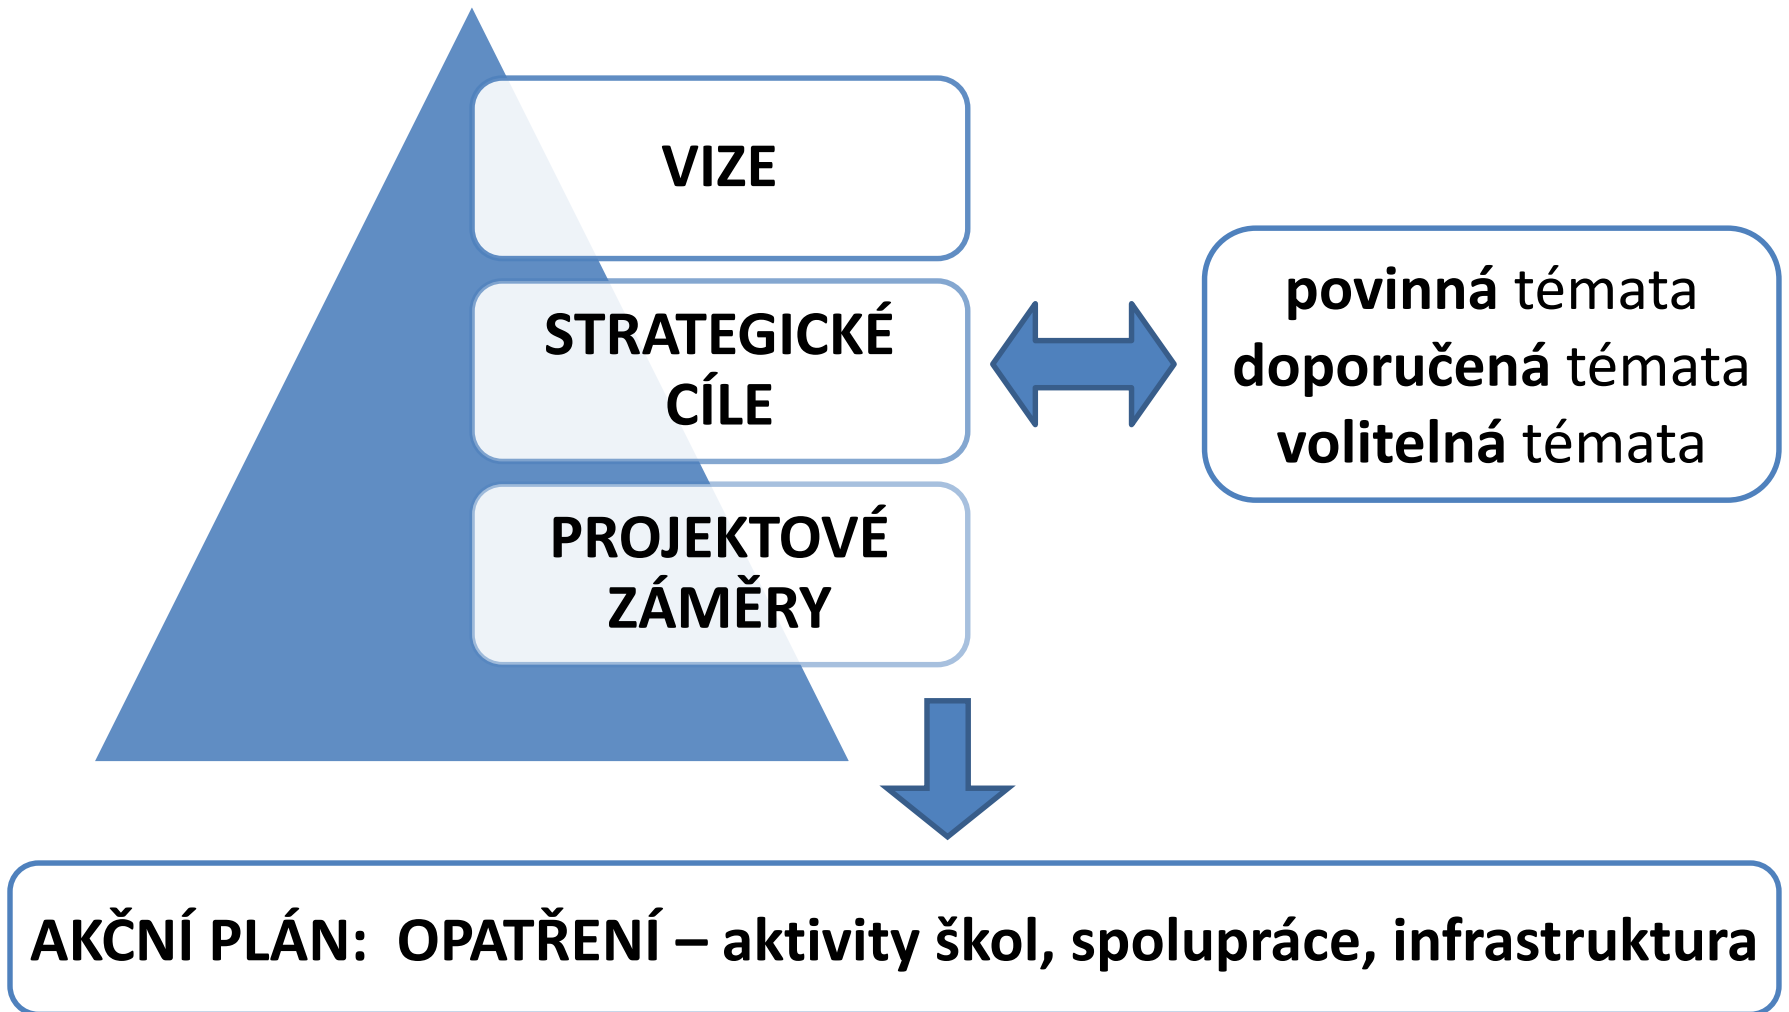 VIZE
STRATEGICKÉ
CÍLE
PROJEKTOVÉ
ZÁMĚRY
povinná témata
doporučená témata
volitelná témata
AKČNÍ PLÁN:  OPATŘENÍ – aktivity škol, spolupráce, infrastruktura